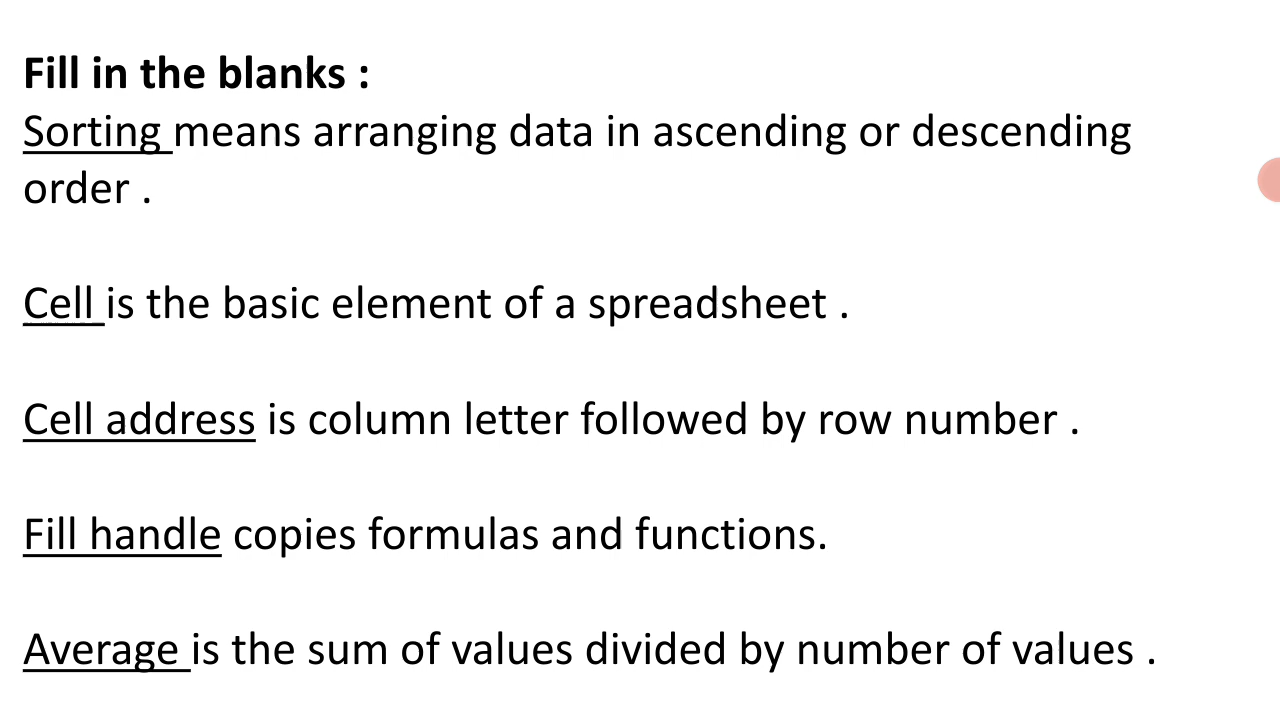 Fill in the blanks :
Sorting means arranging data in ascending or descending
order .
Cell is the basic element of a spreadsheet .
Cell address is column letter followed by row number .
Fill handle copies formulas and functions.
Average is the sum of values divided by number of values .